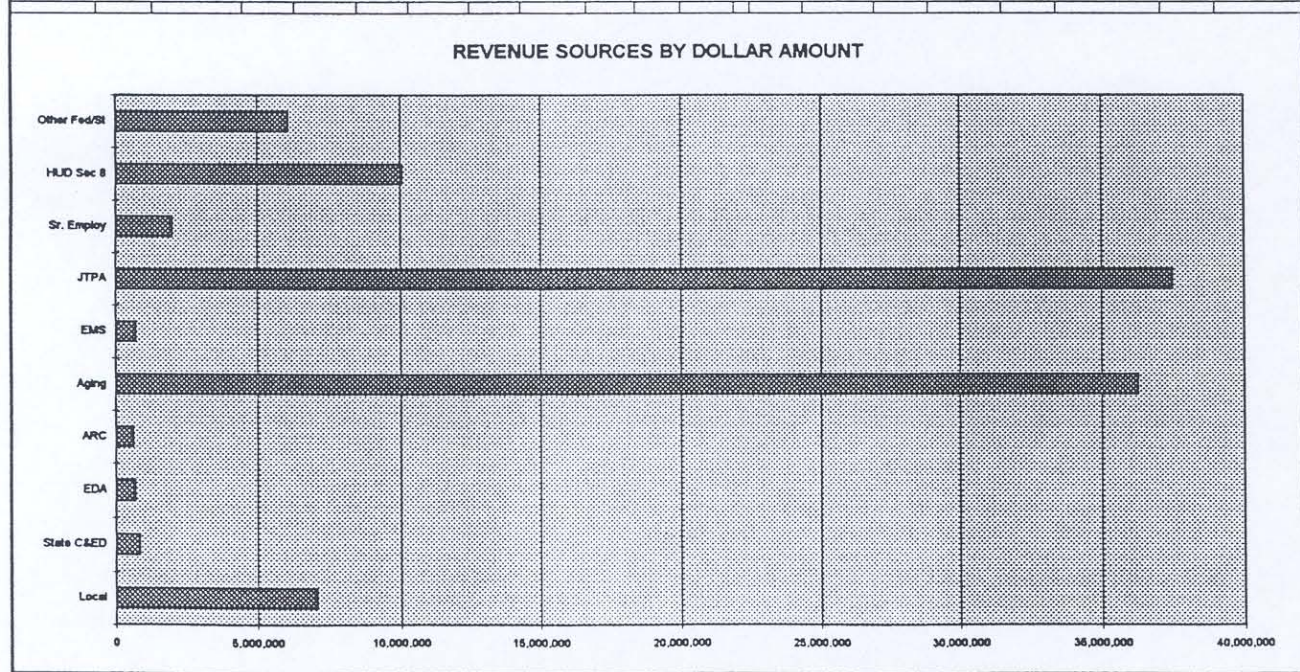 REVENUE SOURCES BY DOLLAR AMOUNT
Other Fed/St
HUD Sec 8
Sr. Employ
JTPA
EMS
Aging
ARC
EDA
State C&ED
Local
0 5,000,000 10,000,000 15,000,000 20,000,000 25,000,000 30,000,000 35,000,000 40,000,000